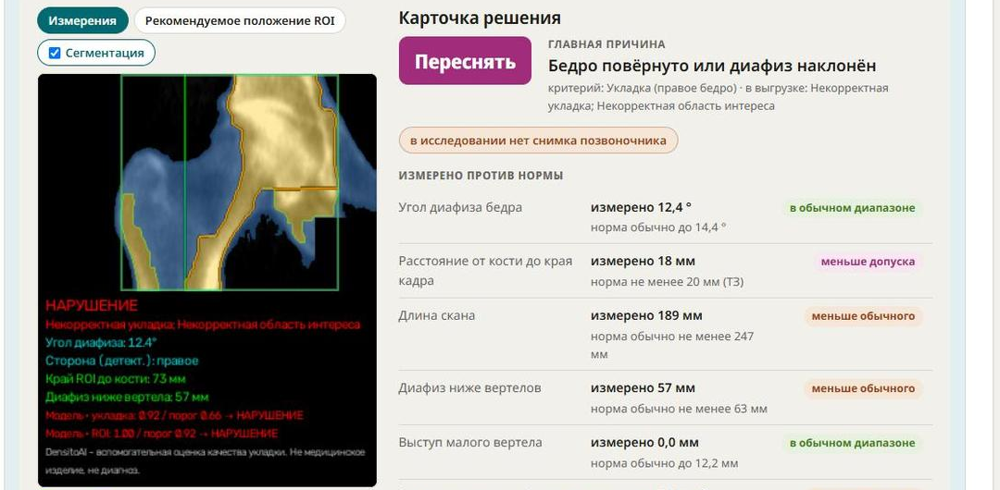 Измерения
Рекомендуемое положение ROI
Сегментация
НАРУШЕНИЕ
Некорректная укладка; Некорректная область интереса
Угол диафиза: 12.4°
Сторона (детект.): правое
Край ROI до кости: 73 мм
Диафиз ниже вертела: 57 мм
Модель · укладка: 0.92 / порог 0.66 → НАРУШЕНИЕ
Модель · ROI: 1.00 / порог 0.92 → НАРУШЕНИЕ
DensitoAI – вспомогательная оценка качества укладки. Не медицинское
изделие, не диагноз.
Карточка решения
Переснять
ГЛАВНАЯ ПРИЧИНА
Бедро повёрнуто или диафиз наклонён
критерий: Укладка (правое бедро) · в выгрузке: Некорректная
укладка; Некорректная область интереса
в исследовании нет снимка позвоночника
ИЗМЕРЕНО ПРОТИВ НОРМЫ
Угол диафиза бедра
измерено 12,4 °
норма обычно до 14,4 °
в обычном диапазоне
Расстояние от кости до края
кадра
измерено 18 мм
норма не менее 20 мм (ТЗ)
меньше допуска
Длина скана
измерено 189 мм
норма обычно не менее 247
мм
меньше обычного
Диафиз ниже вертелов
измерено 57 мм
норма обычно не менее 63 мм
меньше обычного
Выступ малого вертела
измерено 0,0 мм
норма обычно до 12,2 мм
в обычном диапазоне